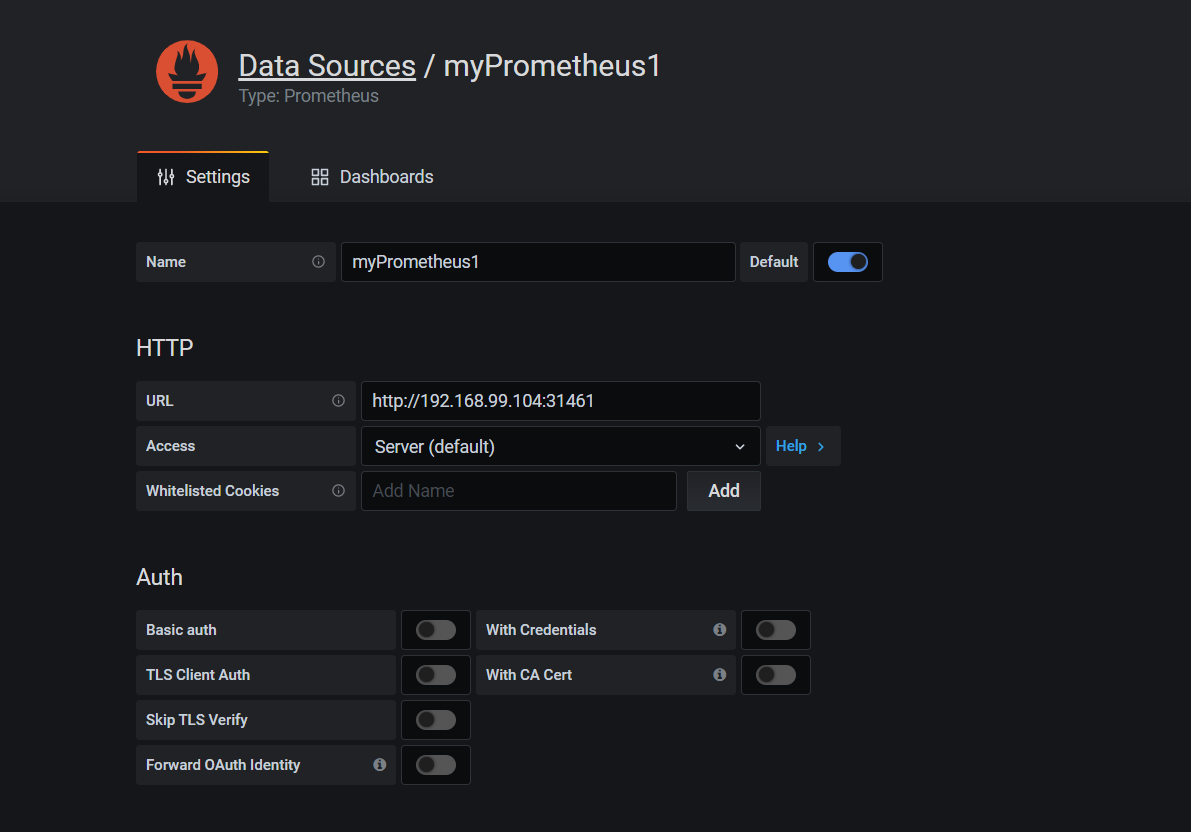 Data Sources / myPrometheus1
Type: Prometheus
Settings
Dashboards
Name
myPrometheus1
Default
HTTP
URL
http://192.168.99.104:31461
Access
Server (default)
Help
Whitelisted Cookies
Add Name
Add
Auth
Basic auth
With Credentials
TLS Client Auth
With CA Cert
Skip TLS Verify
Forward OAuth Identity